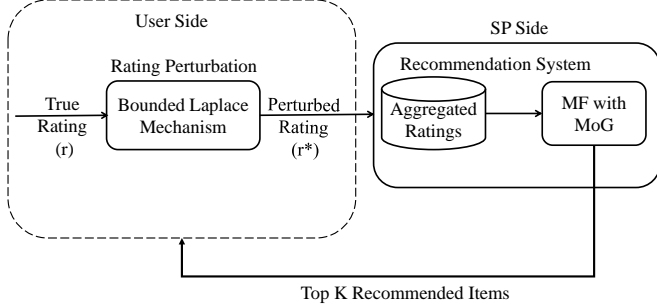 User Side
SP Side
Rating Perturbation
Recommendation System
True
Rating
(r)
Bounded Laplace
Mechanism
Perturbed
Rating
(r*)
Aggregated
Ratings
MF with
MoG
Top K Recommended Items